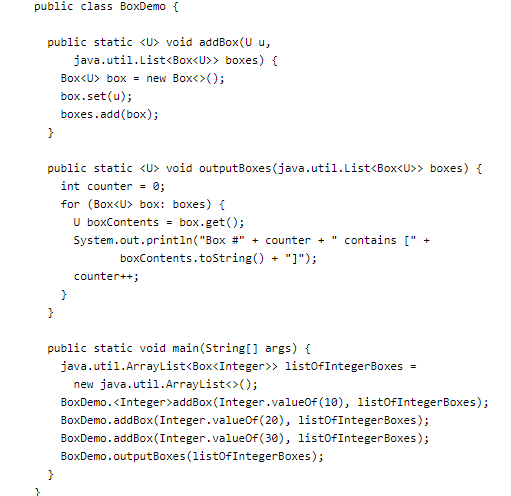 public class BoxDemo {

  public static <U> void addBox(U u,
      java.util.List<Box<U>> boxes) {
    Box<U> box = new Box<>();
    box.set(u);
    boxes.add(box);
  }

  public static <U> void outputBoxes(java.util.List<Box<U>> boxes) {
    int counter = 0;
    for (Box<U> box: boxes) {
      U boxContents = box.get();
      System.out.println("Box #" + counter + " contains [" +
             boxContents.toString() + "]");
      counter++;
    }
  }

  public static void main(String[] args) {
    java.util.ArrayList<Box<Integer>> listOfIntegerBoxes =
      new java.util.ArrayList<>();
    BoxDemo.<Integer>addBox(Integer.valueOf(10), listOfIntegerBoxes);
    BoxDemo.addBox(Integer.valueOf(20), listOfIntegerBoxes);
    BoxDemo.addBox(Integer.valueOf(30), listOfIntegerBoxes);
    BoxDemo.outputBoxes(listOfIntegerBoxes);
  }
}